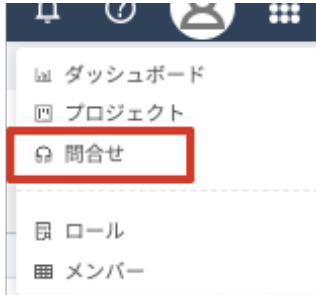 ダッシュボード
プロジェクト
問合せ
ロール
メンバー